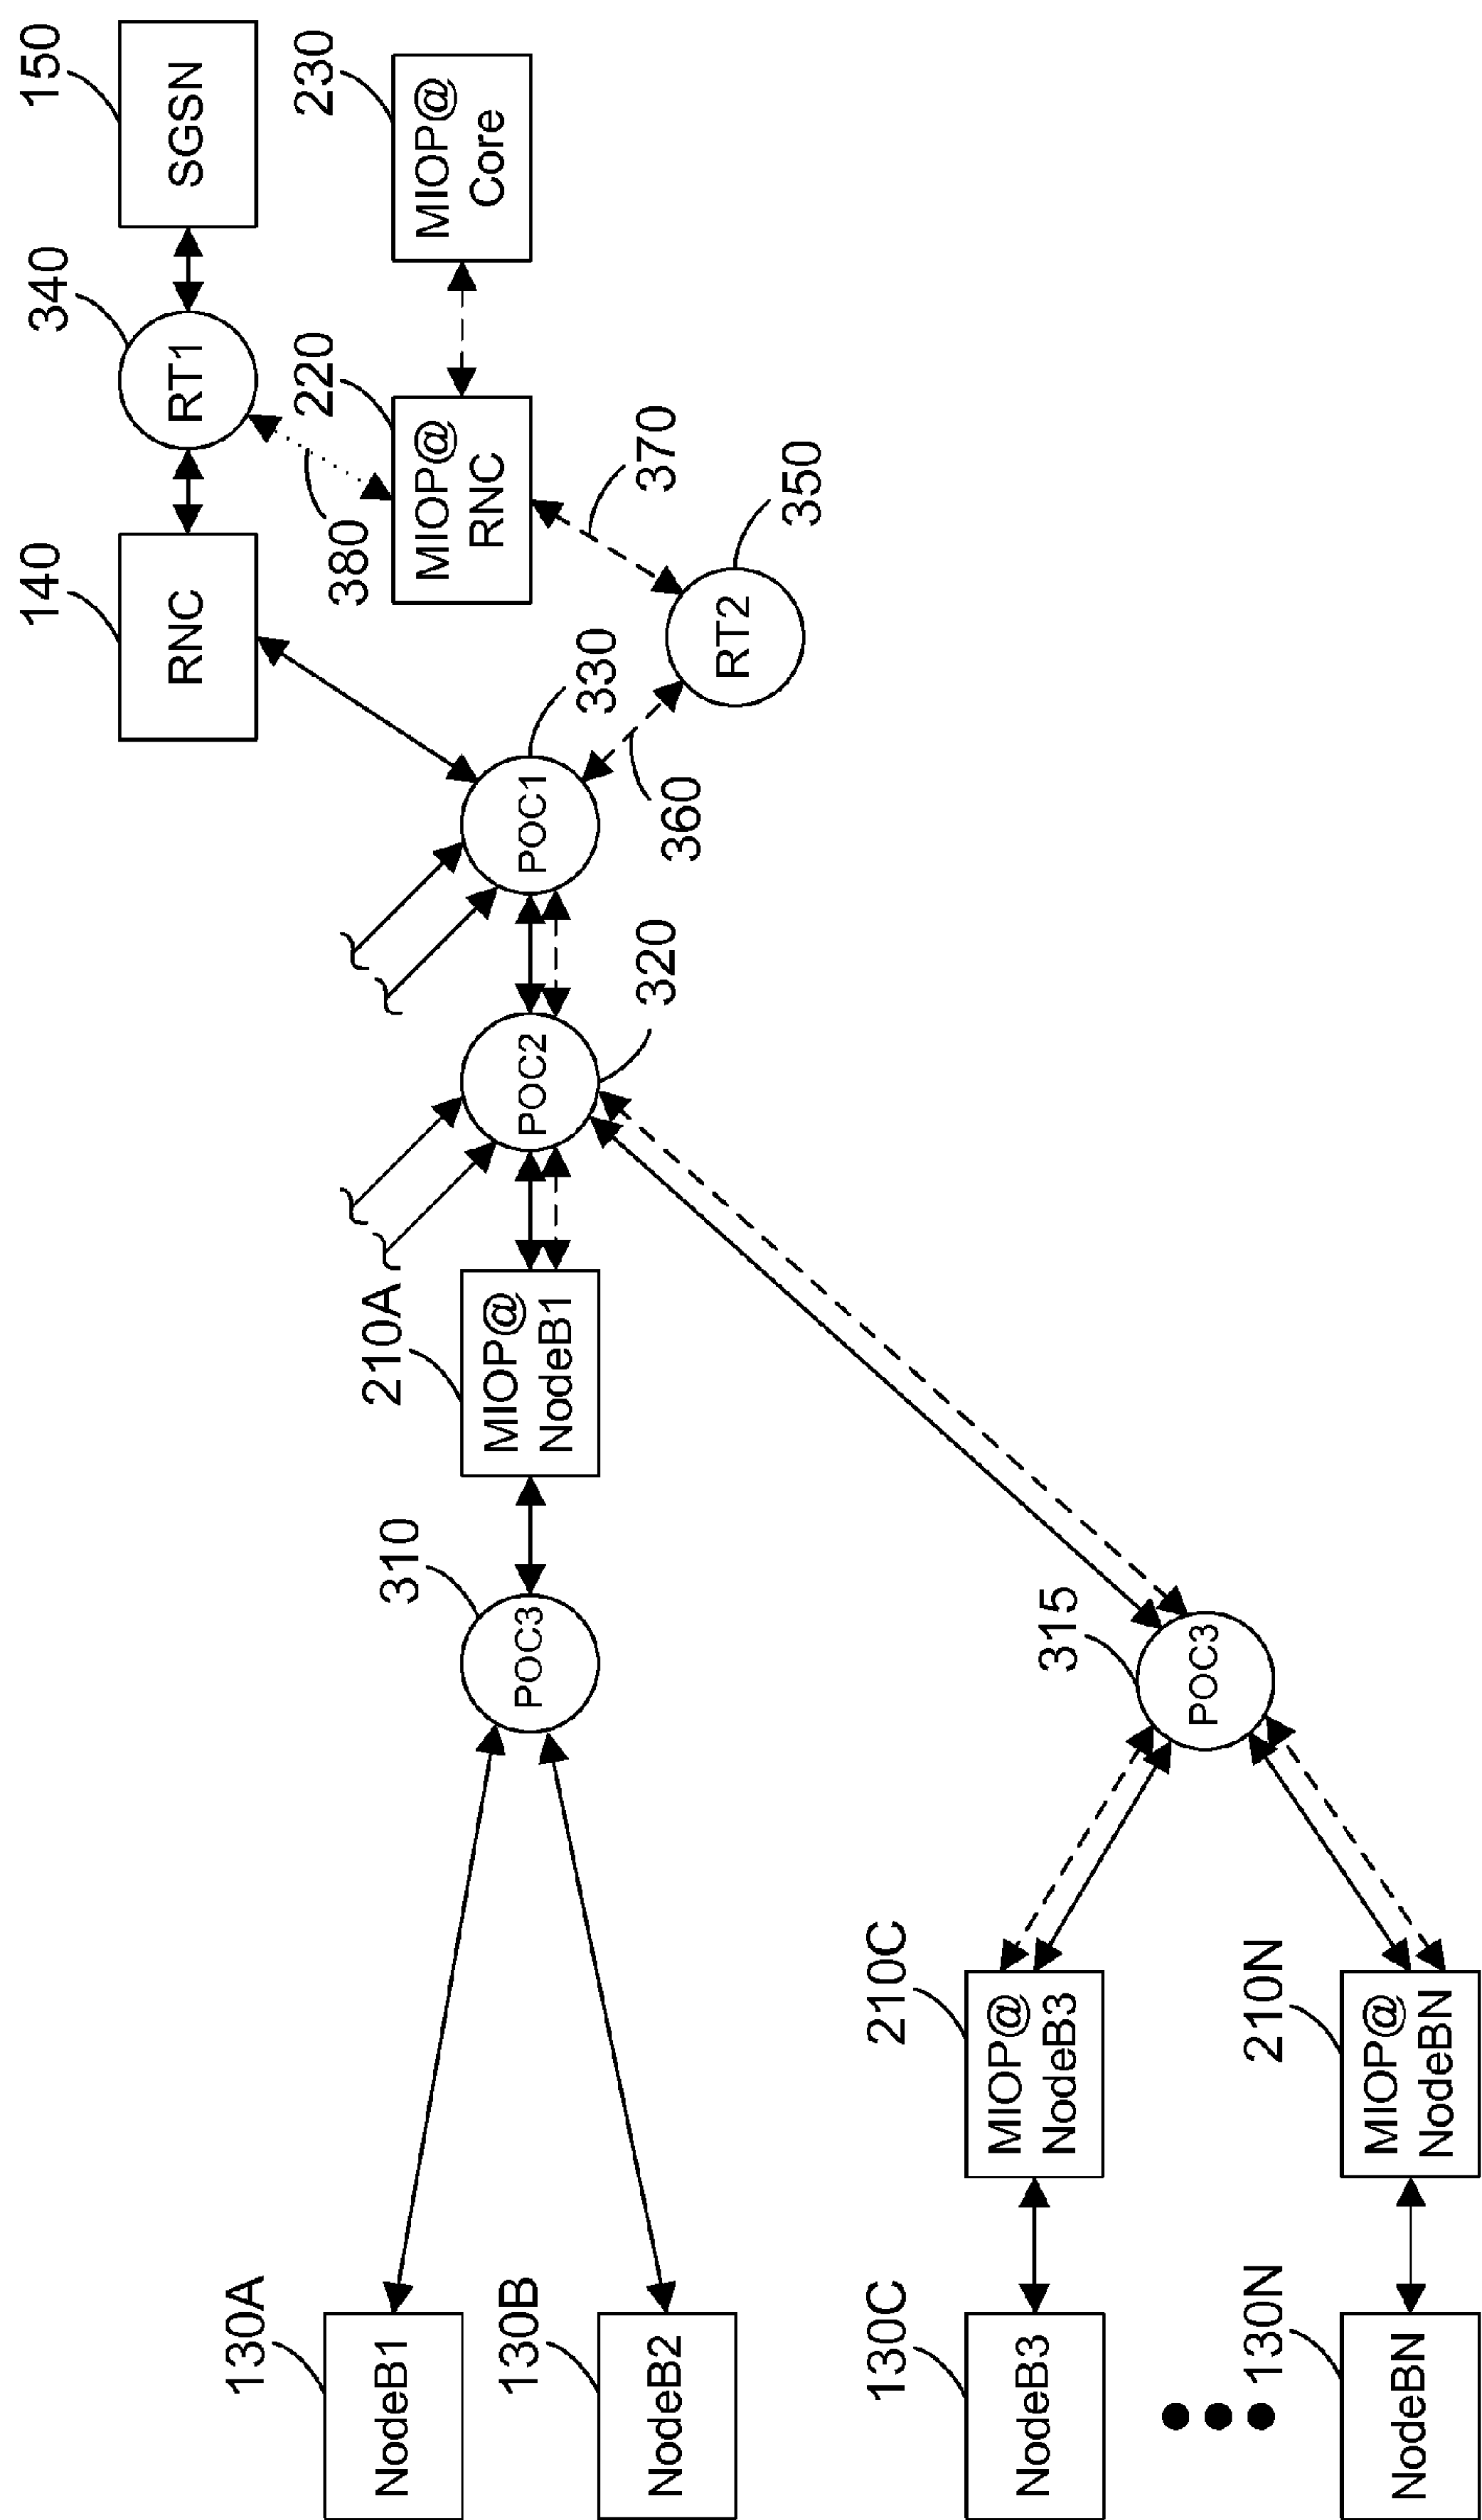 130A
NodeB1
130B
NodeB2
130C
NodeB3
130N
NodeBN
210C
MIOP@
NodeB3
210N
MIOP@
NodeBN
310
POC3
315
POC3
210A
MIOP@
NodeB1
POC2
320
POC1
330
360
RT2
350
370
140
RNC
380
220
MIOP@
RNC
340
RT1
150
SGSN
230
MIOP@
Core